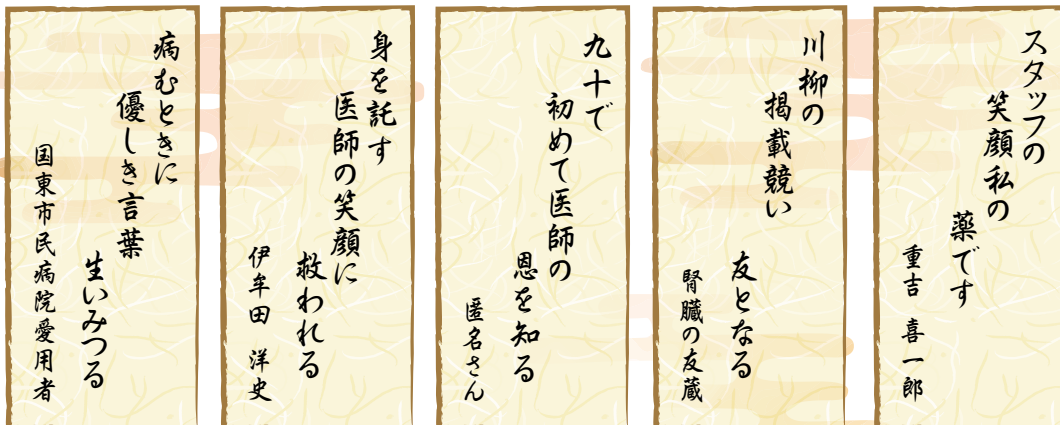 スタッフの
笑顔私の
薬です
重吉 喜一郎
川柳の
掲載競い
友となる
腎臓の友蔵
九十で
初めて医師の
恩を知る
匿名さん
身を託す
医師の笑顔に
救われる
伊牟田 洋史
病むときに
優しき言葉
生いみつる
国東市民病院愛用者